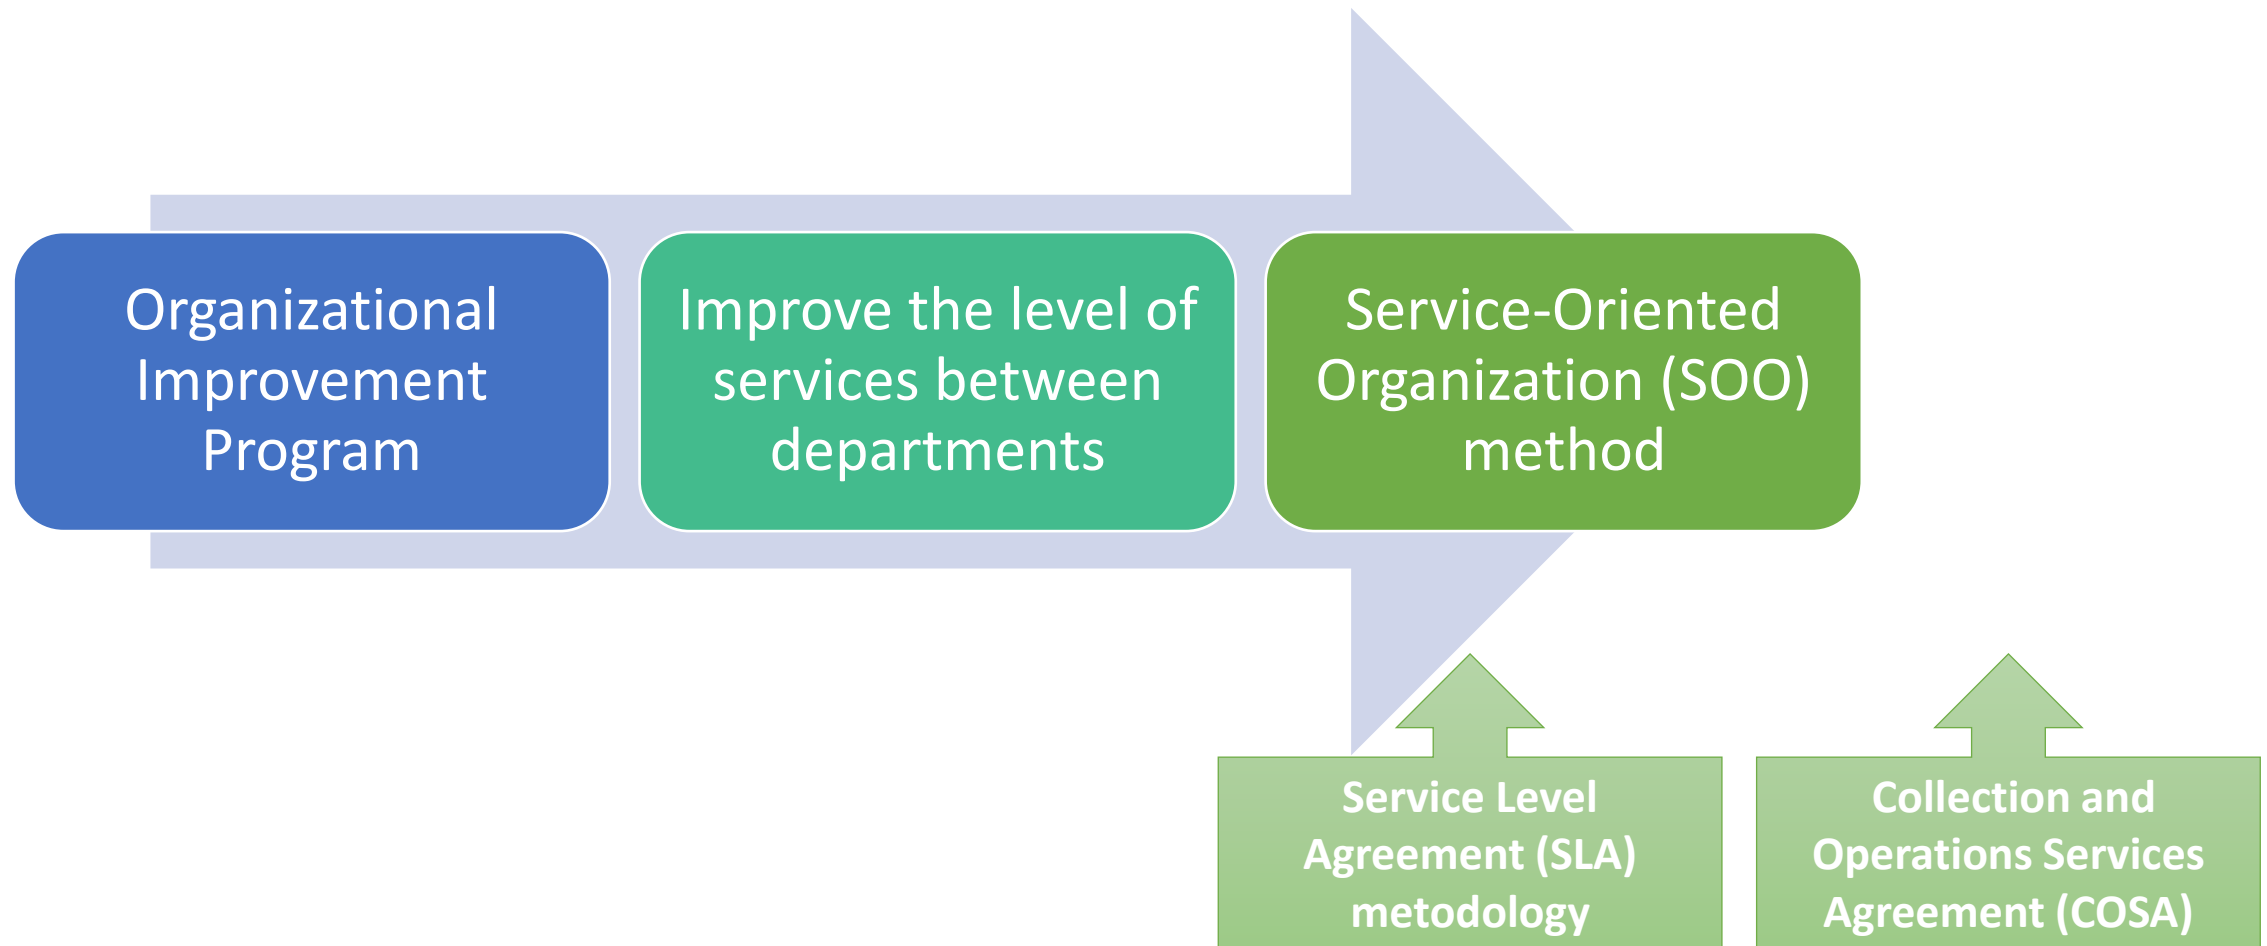 Organizational
Improvement
Program
Improve the level of
services between
departments
Service-Oriented
Organization (SOO)
method
Service Level
Agreement (SLA)
metodology
Collection and
Operations Services
Agreement (COSA)